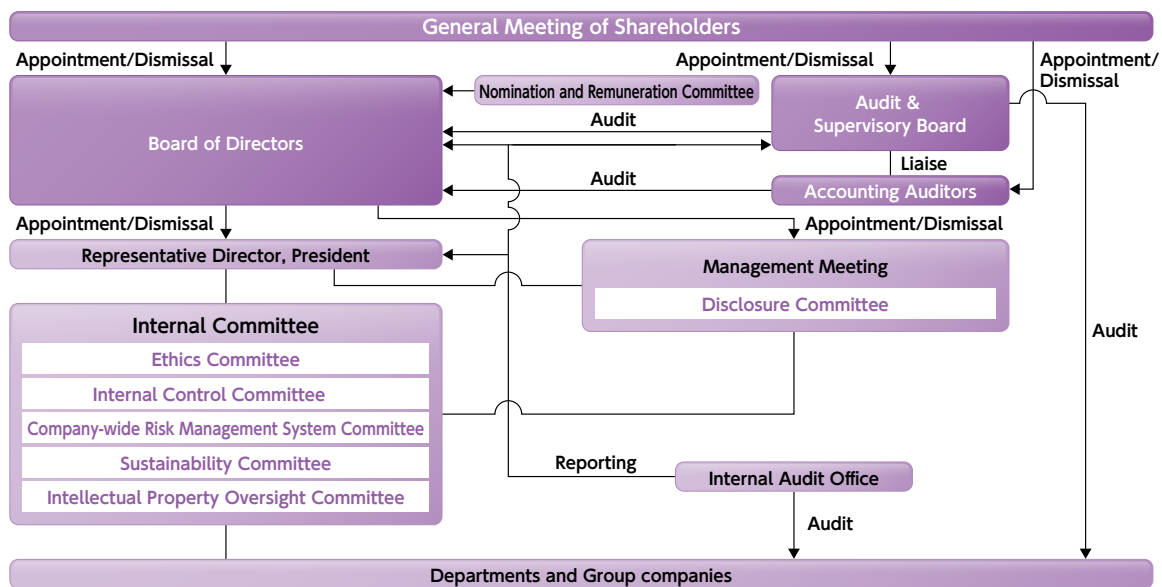 General Meeting of Shareholders
Appointment/Dismissal
Appointment/Dismissal
Appointment/
Dismissal
Nomination and Remuneration Committee
Audit &
Supervisory Board
Board of Directors
Audit
Liaise
Audit
Accounting Auditors
Appointment/Dismissal
Appointment/Dismissal
Representative Director, President
Management Meeting
Disclosure Committee
Internal Committee
Ethics Committee
Internal Control Committee
Company-wide Risk Management System Committee
Sustainability Committee
Intellectual Property Oversight Committee
Audit
Reporting
Internal Audit Office
Audit
Departments and Group companies